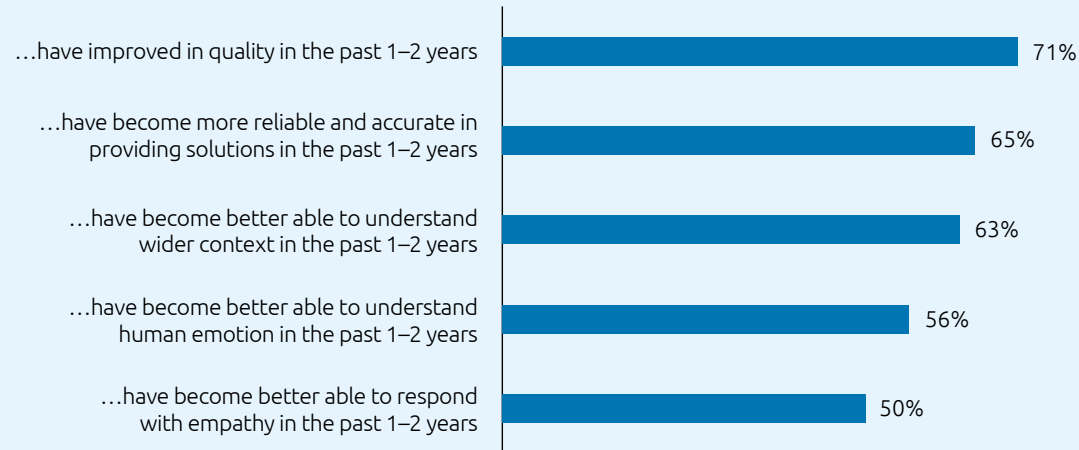 …have improved in quality in the past 1–2 years
71%
…have become more reliable and accurate in
providing solutions in the past 1–2 years
65%
…have become better able to understand
wider context in the past 1–2 years
63%
…have become better able to understand
human emotion in the past 1–2 years
56%
…have become better able to respond
with empathy in the past 1–2 years
50%